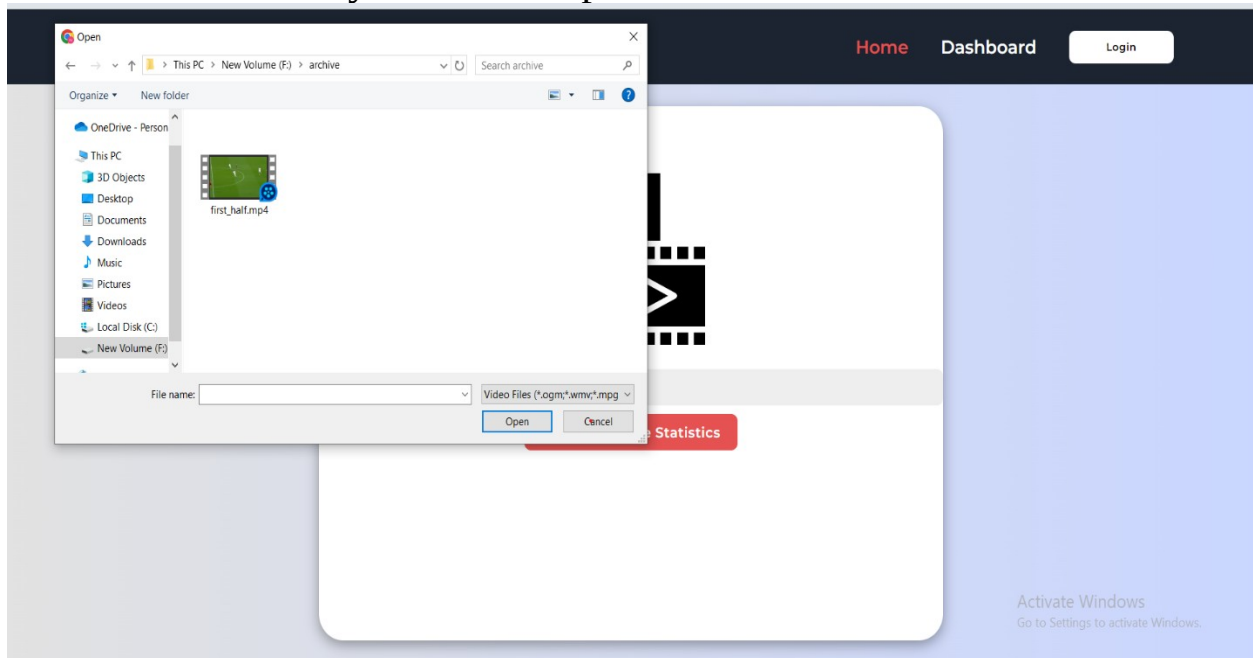 Open
Home Dashboard Login
This PC > New Volume (F:) > archive
Search archive
Organize New folder
OneDrive - Person
This PC
3D Objects
Desktop
Documents
Downloads
Music
Pictures
Videos
Local Disk (C:)
New Volume (F:)
first_half.mp4
File name:
Video Files (*.ogm;*.wmv;*.mpg
Open Cancel
Statistics
Activate Windows
Go to Settings to activate Windows.